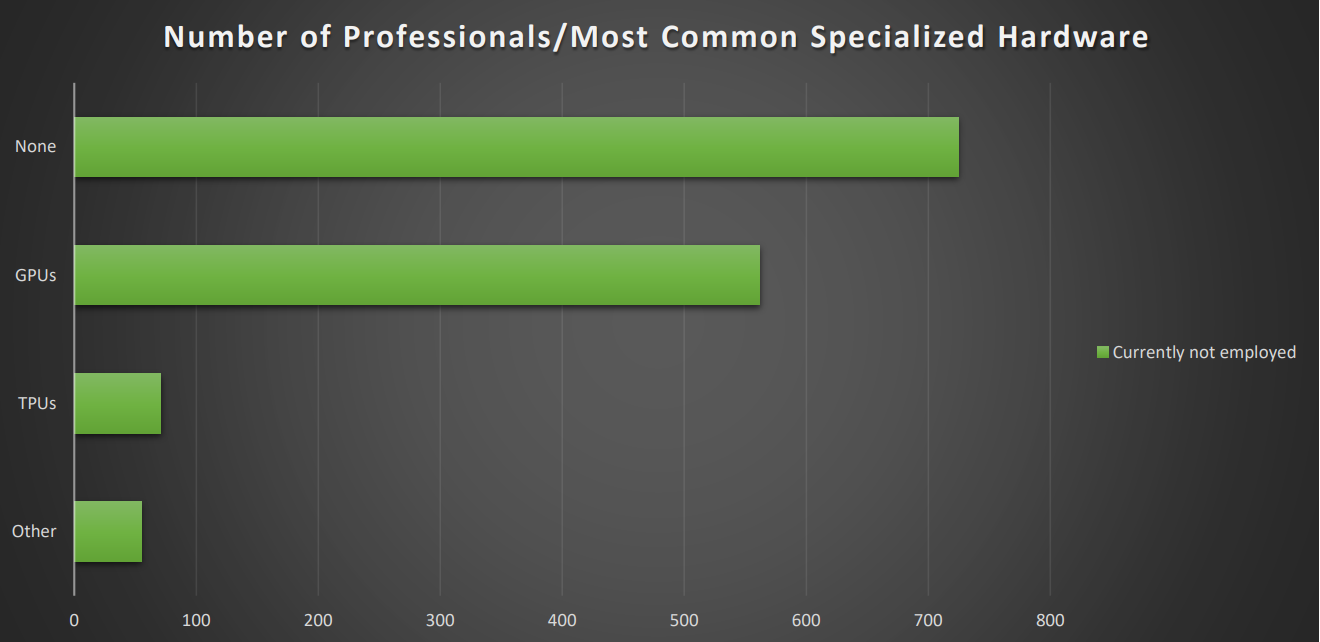 Number of Professionals/Most Common Specialized Hardware
None
GPUs
TPUs
Other
Currently not employed
0 100 200 300 400 500 600 700 800